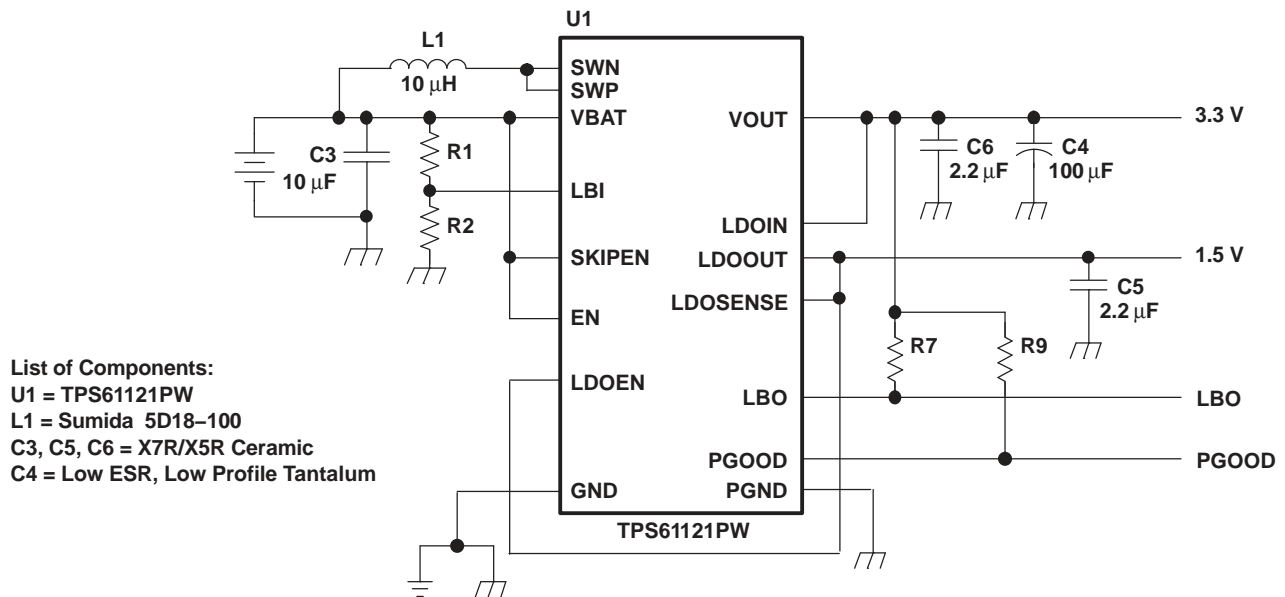 U1
L1
10 μH
SWN
SWP
VBAT
VOUT
3.3 V
C3
10 μF
R1
C6
2.2 μF
C4
100 μF
LBI
R2
LDOIN
SKIPEN
LDOOUT
1.5 V
LDOSENSE
C5
2.2 μF
EN
R7
R9
List of Components:
U1 = TPS61121PW
L1 = Sumida 5D18–100
C3, C5, C6 = X7R/X5R Ceramic
C4 = Low ESR, Low Profile Tantalum
LDOEN
LBO
LBO
PGOOD
PGOOD
GND
PGND
TPS61121PW